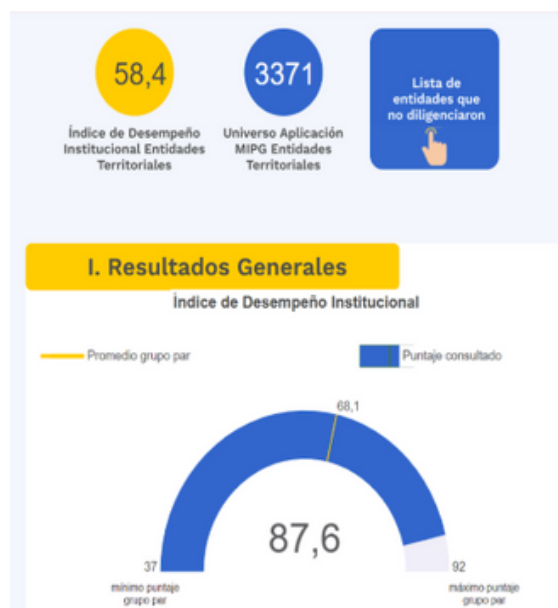 58,4
Índice de Desempeño
Institucional Entidades
Territoriales
3371
Universo Aplicación
MIPG Entidades
Territoriales
Lista de
entidades que
no diligenciaron
I. Resultados Generales
Índice de Desempeño Institucional
Promedio grupo par
Puntaje consultado
68,1
87,6
37
mínimo puntaje
grupo par
92
máximo puntaje
grupo par